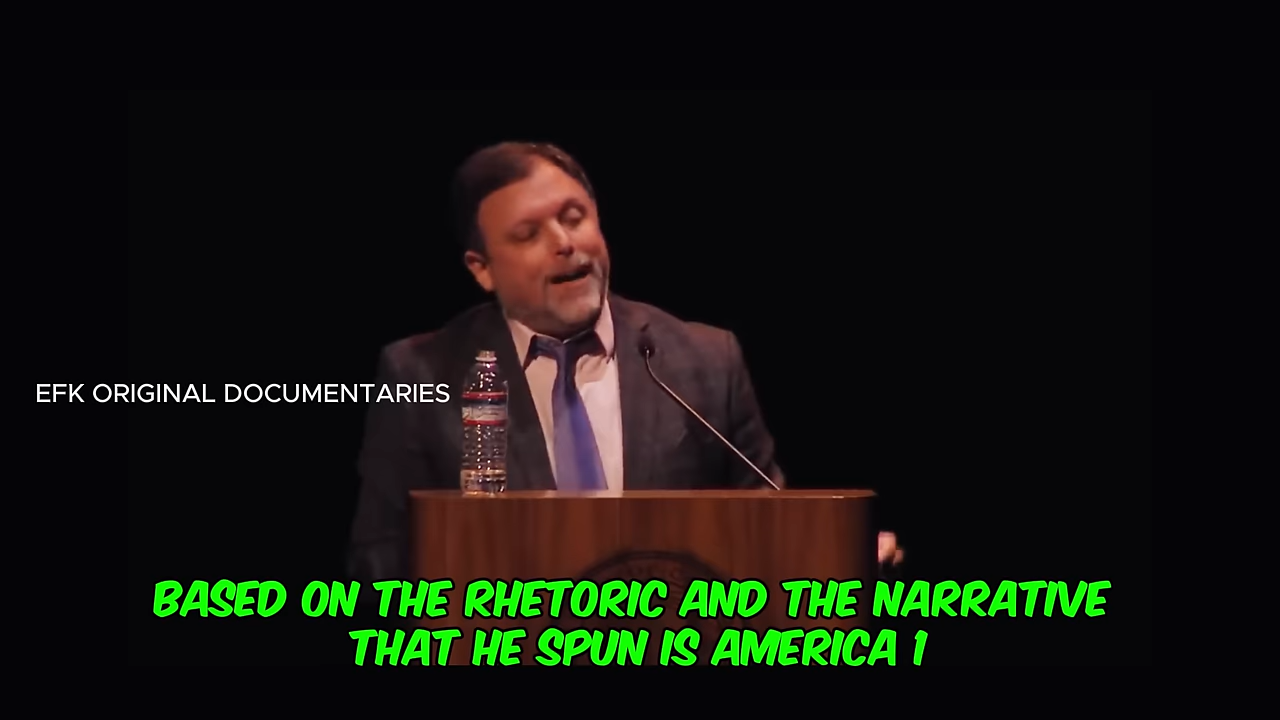 EFK ORIGINAL DOCUMENTARIES
BASED ON THE RHETORIC AND THE NARRATIVE
THAT HE SPUN IS AMERICA 1